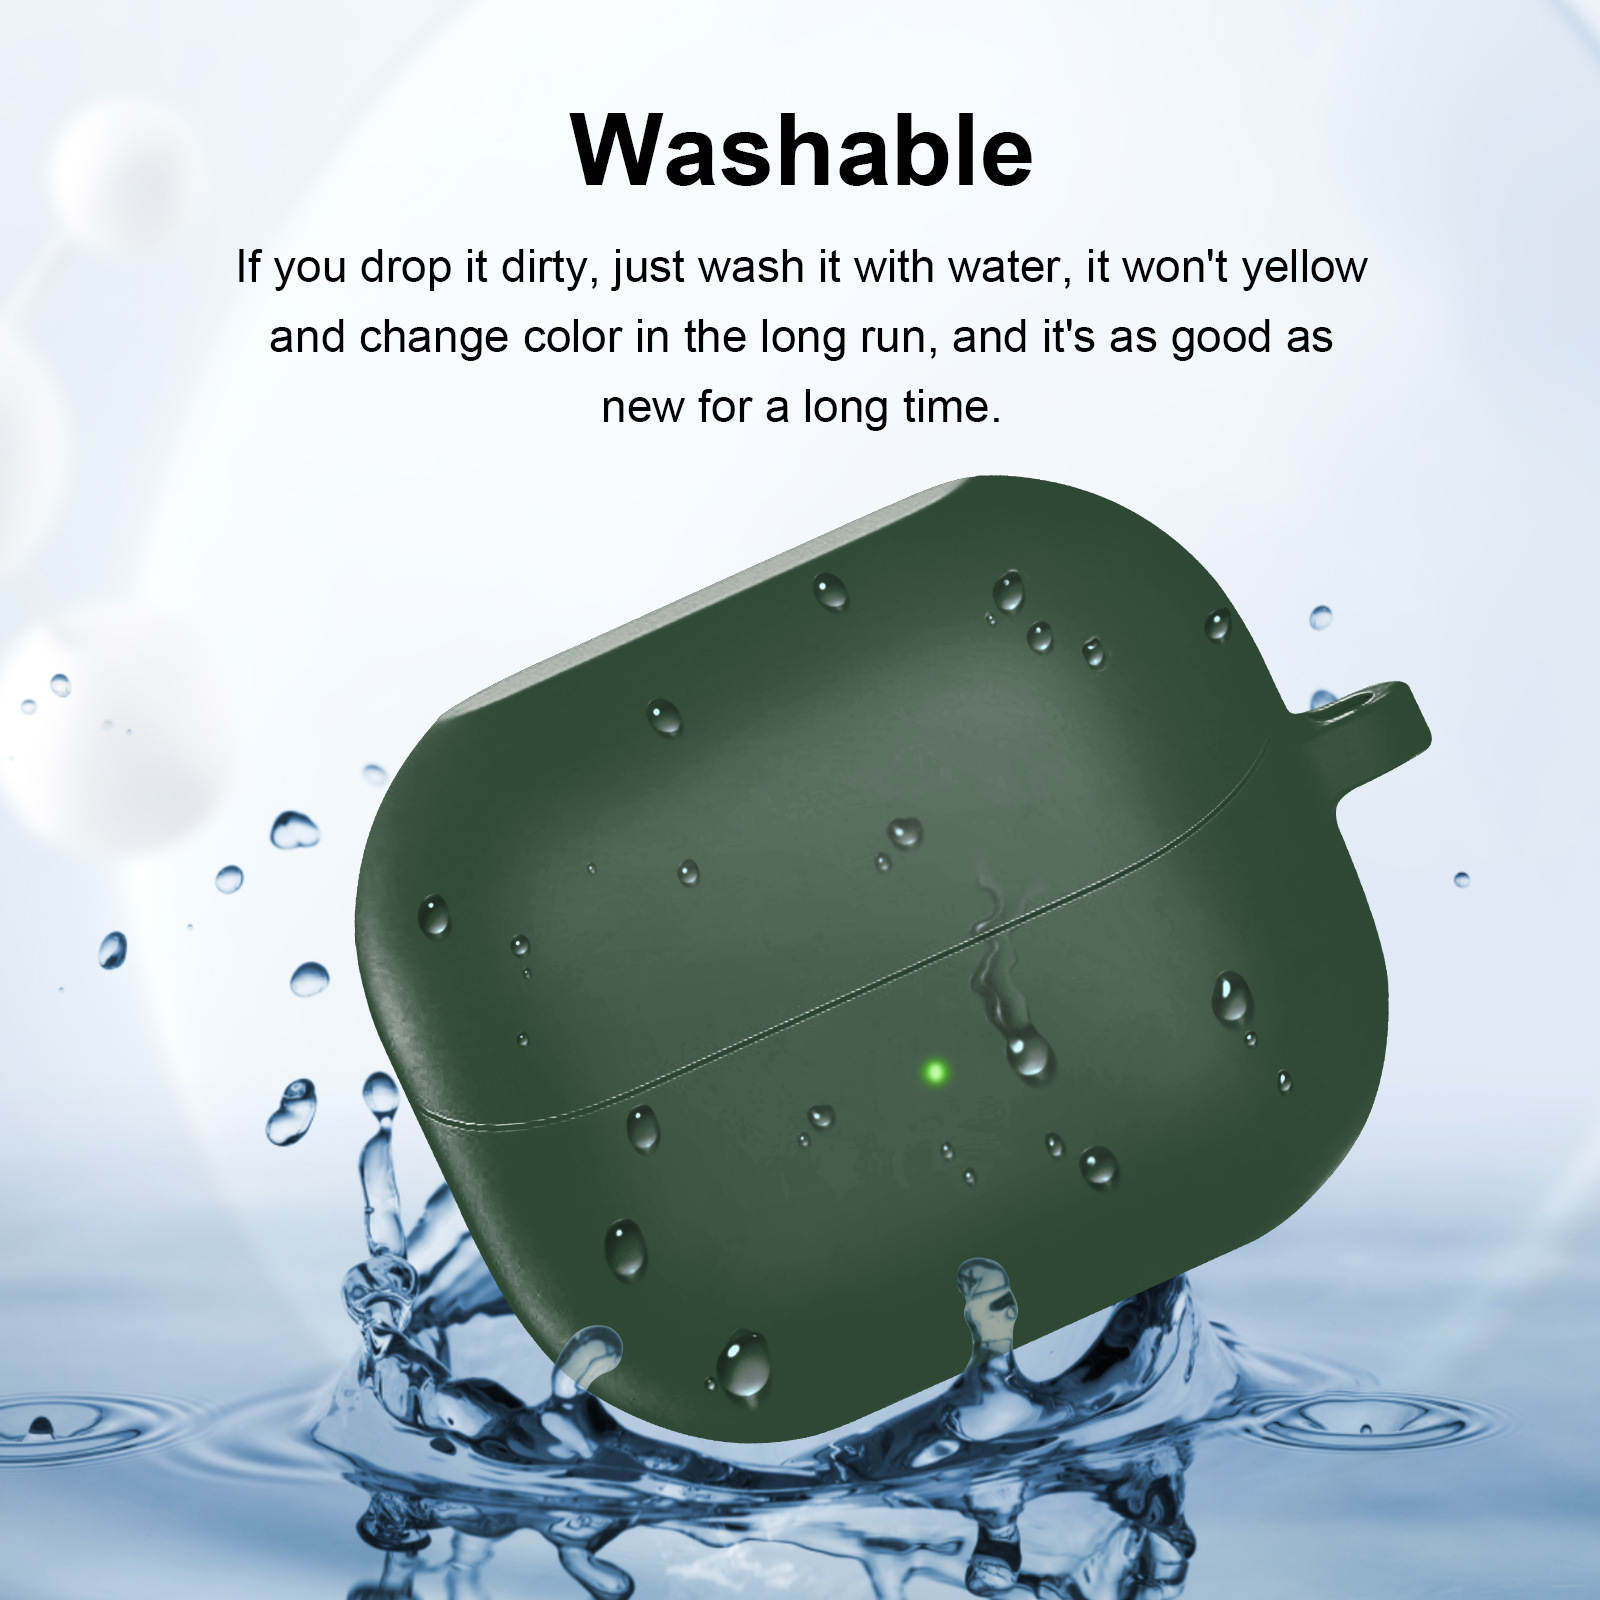 Washable
If you drop it dirty, just wash it with water, it won't yellow
and change color in the long run, and it's as good as
new for a long time.